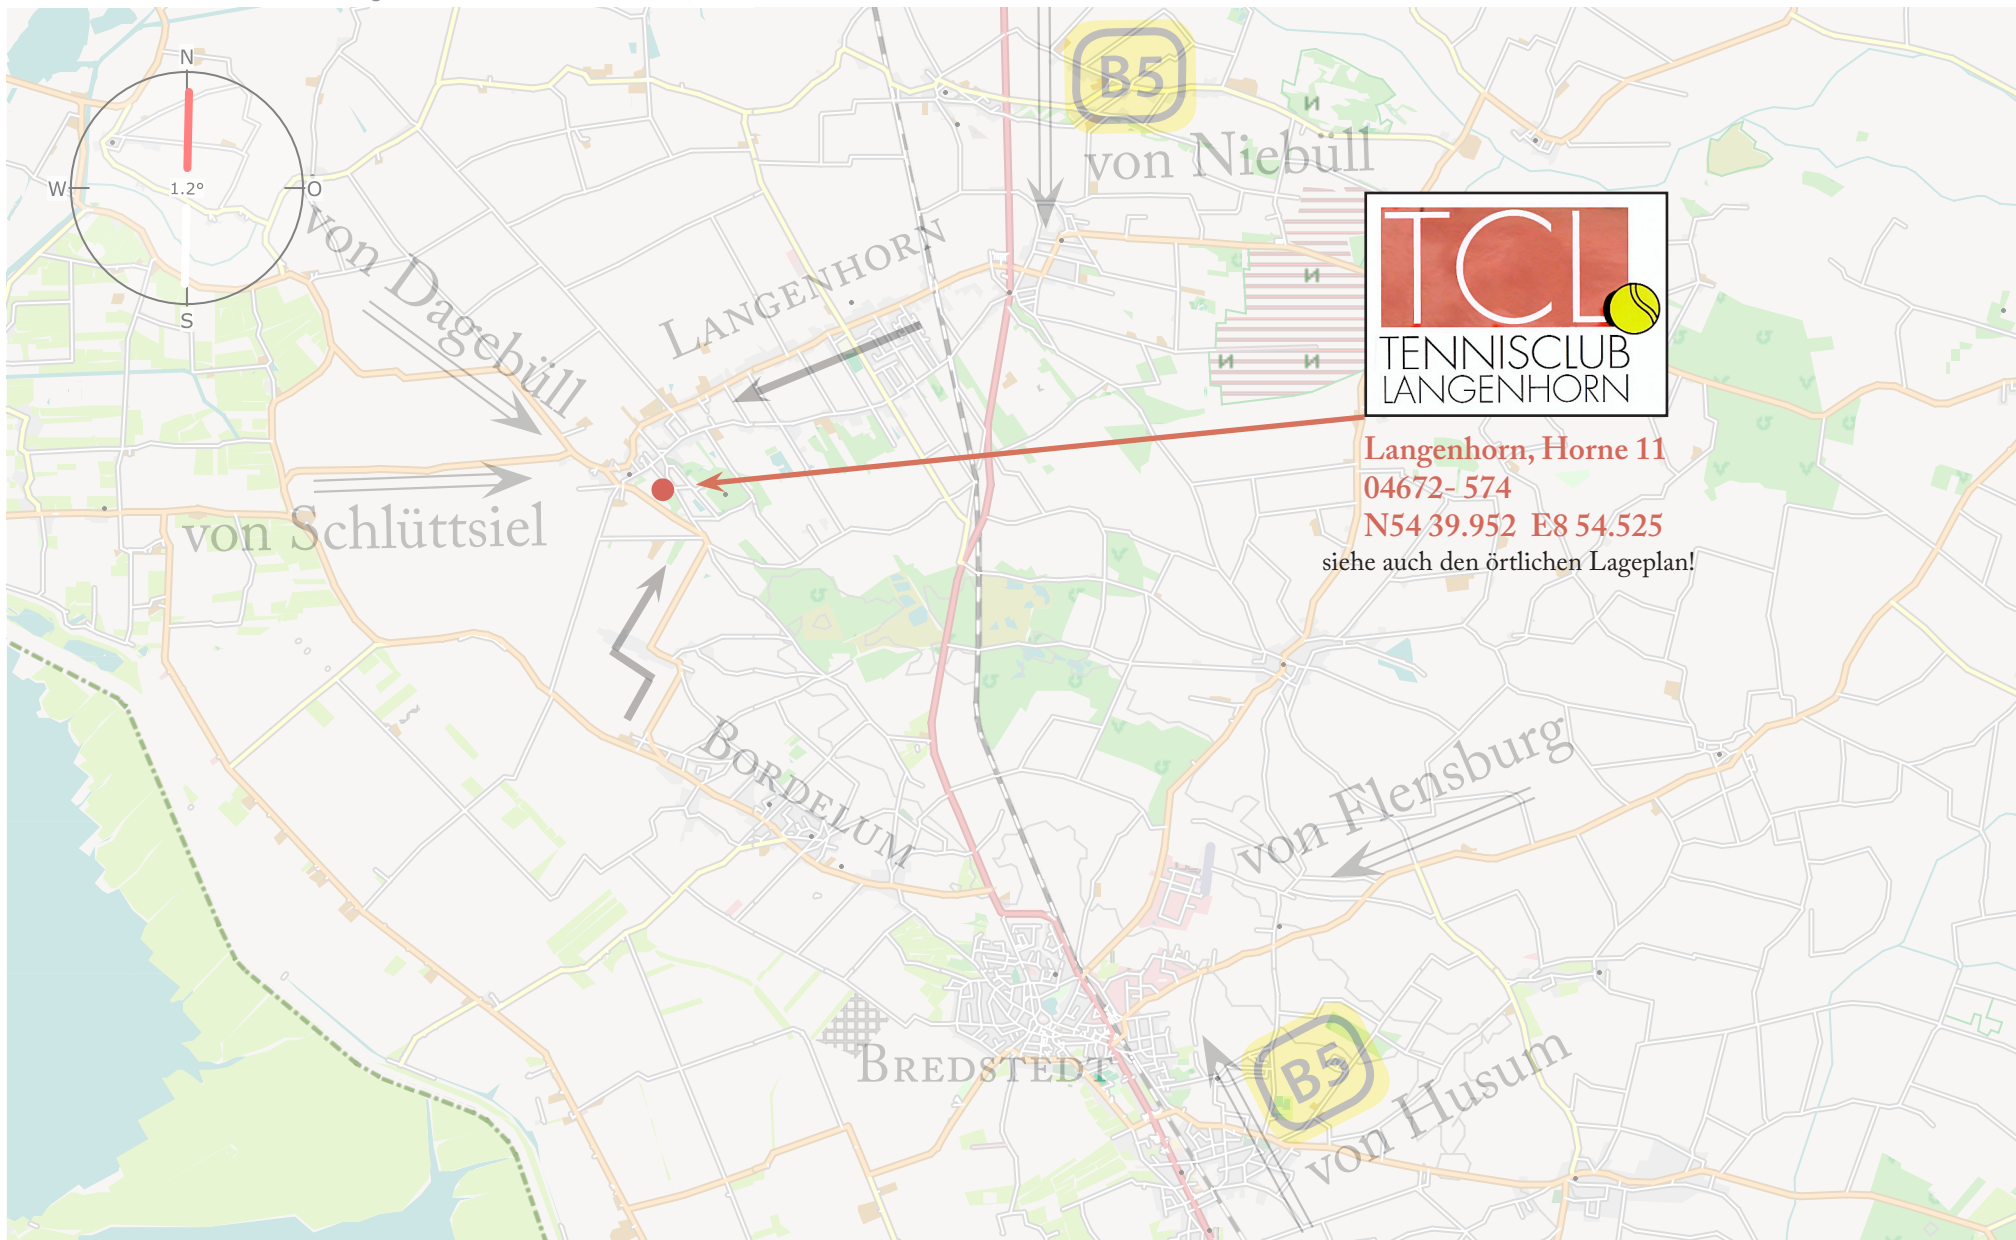 N
W
O
1.2°
S
B5
von Niebüll
von Dagebüll
LANGENHORN
TCL
TENNISCLUB
LANGENHORN
Langenhorn, Horne 11
04672- 574
N54 39.952 E8 54.525
siehe auch den örtlichen Lageplan!
von Schlüttsiel
BORDELUM
von Flensburg
BREDSTEDT
B5
von Husum